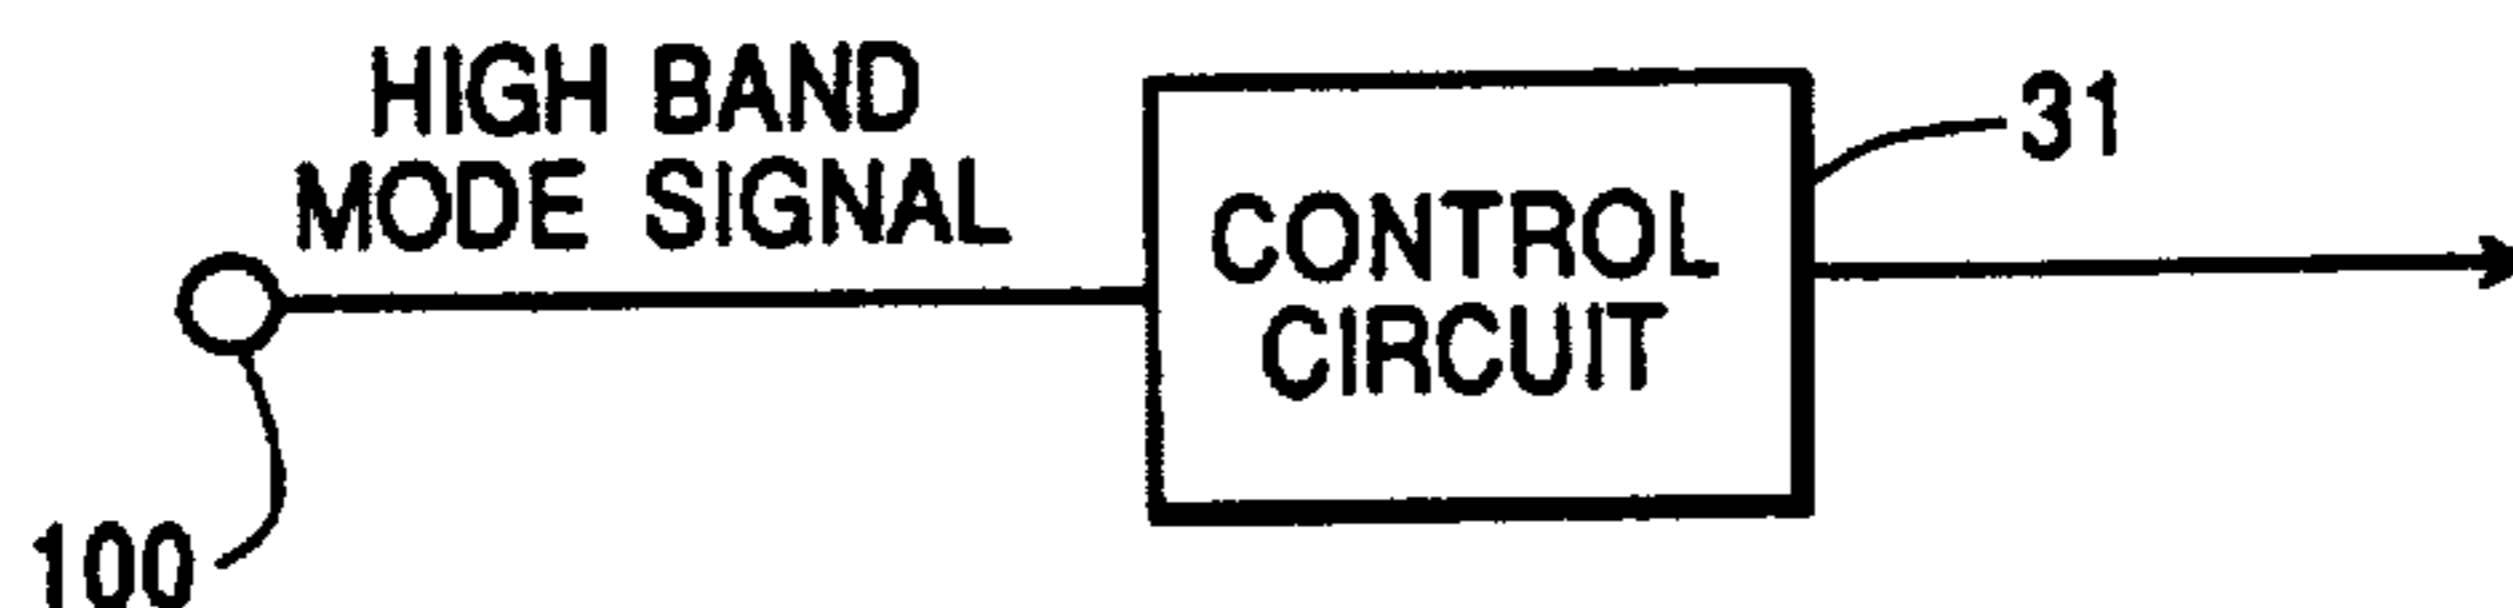 HIGH BAND
MODE SIGNAL
CONTROL
CIRCUIT
31
100